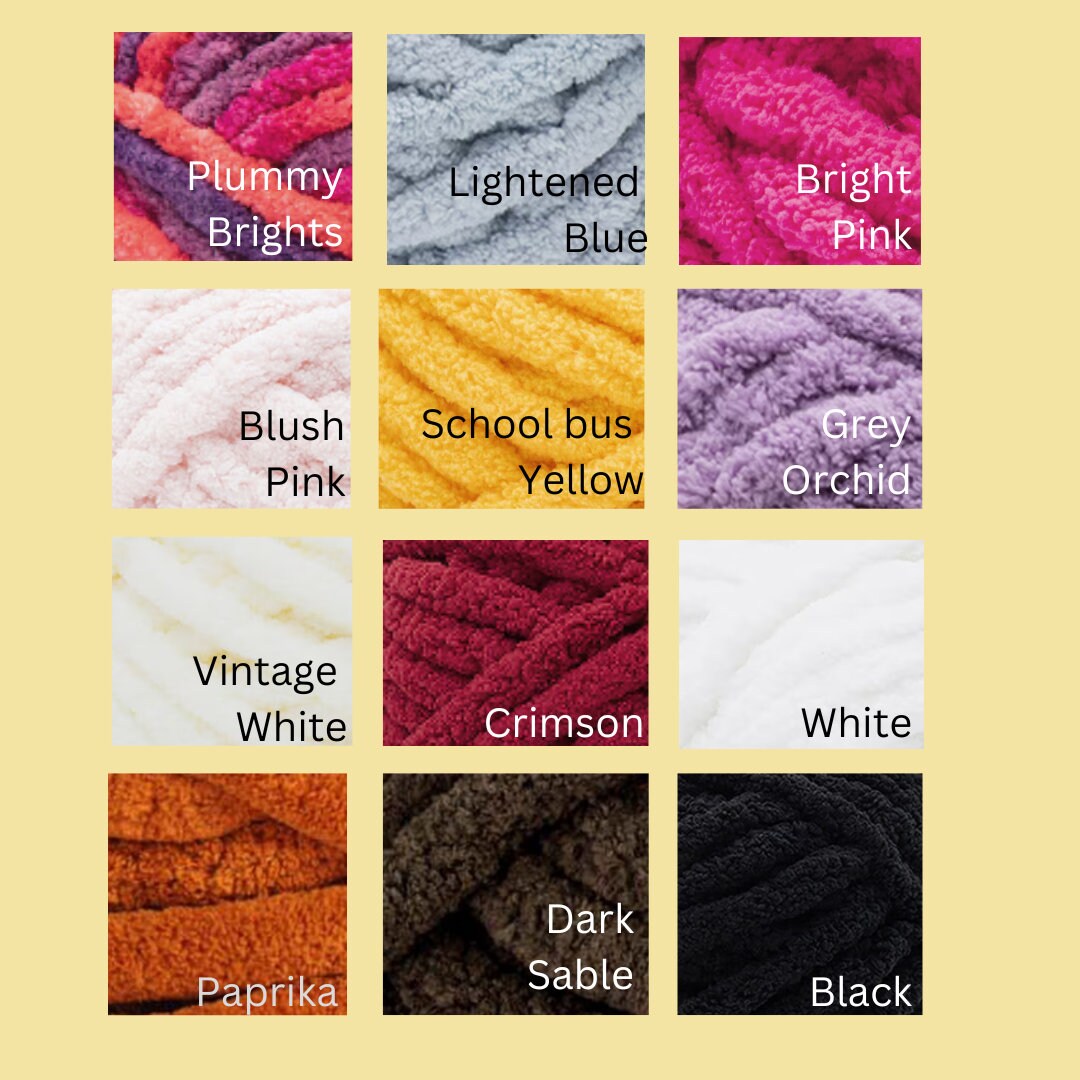 Plummy
Brights
Lightened
Blue
Bright
Pink
Blush
Pink
School bus
Yellow
Grey
Orchid
Vintage
White
Crimson
White
Paprika
Dark
Sable
Black